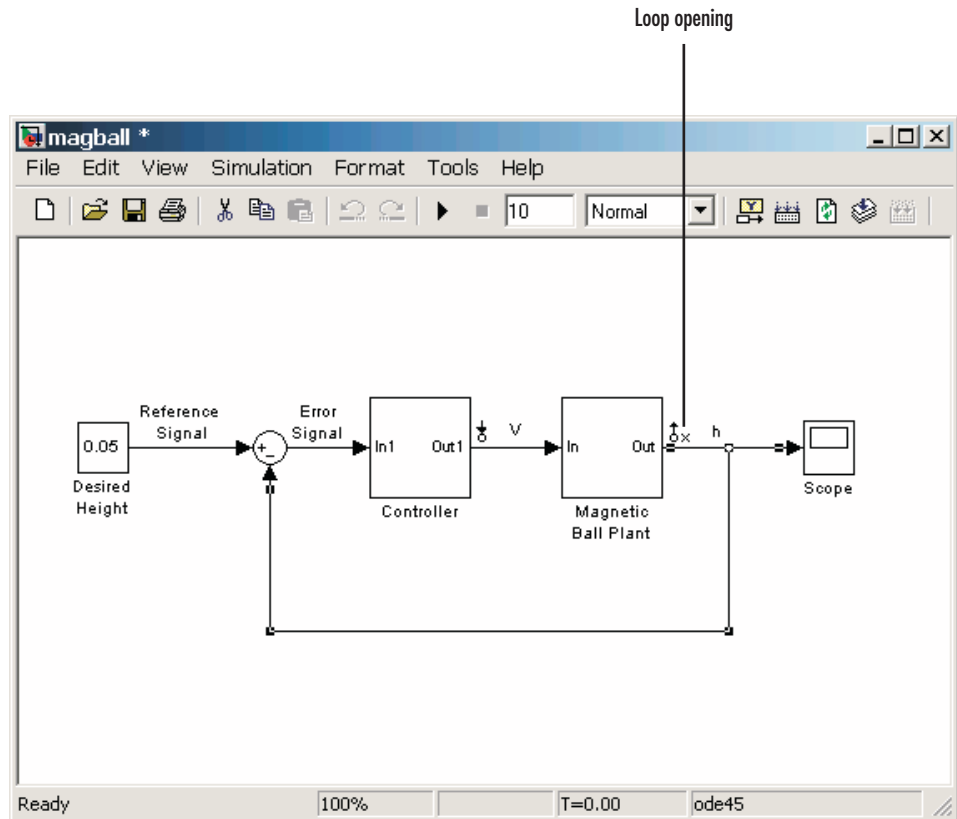 Loop opening
magball *
File Edit View Simulation Format Tools Help
10 Normal
Reference
Signal
Error
Signal
0.05
+
-
In1 Out1
V
In Out
x h
Desired
Height
Controller
Magnetic
Ball Plant
Scope
Ready 100% T=0.00 ode45